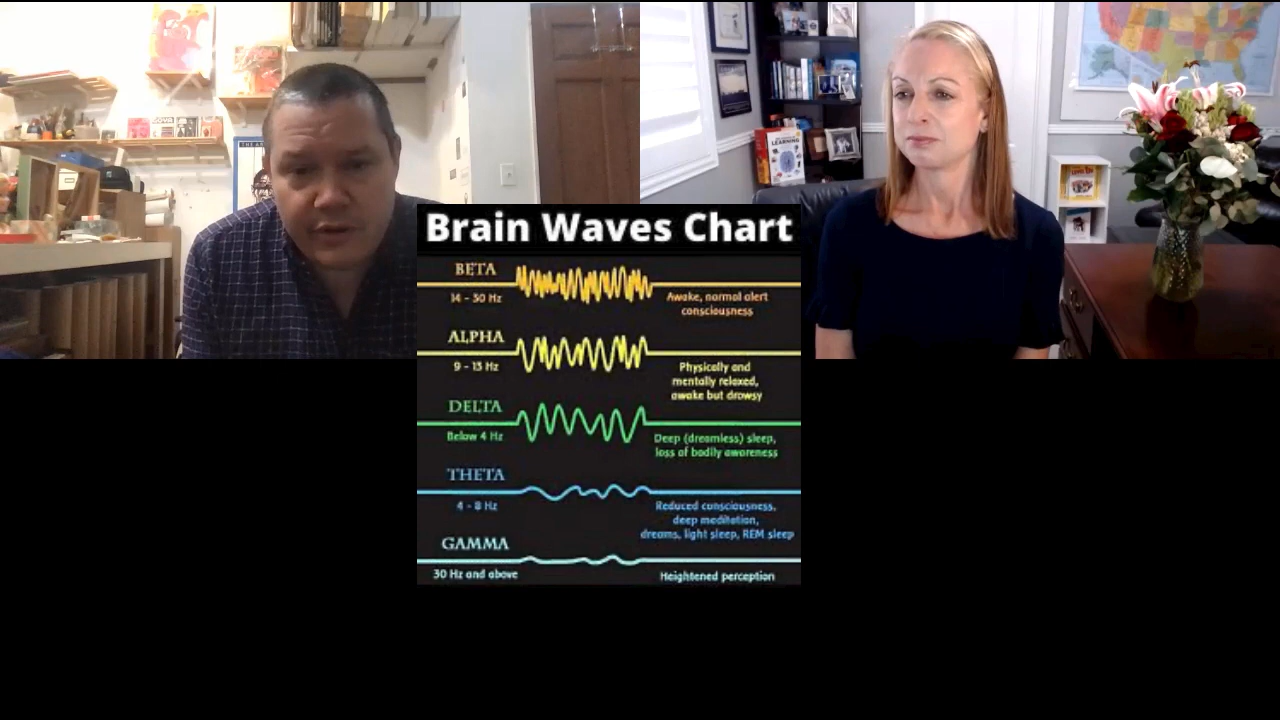 LEARNING
Brain Waves Chart
BETA
14 - 30 Hz
Awake, normal alert
consciousness
ALPHA
9 - 13 Hz
Physically and
mentally relaxed,
awake but drowsy
DELTA
Below 4 Hz
Deep (dreamless) sleep,
loss of bodily awareness
THETA
4 - 8 Hz
Reduced consciousness,
deep meditation,
dreams, light sleep, REM sleep
GAMMA
30 Hz and above
Heightened perception